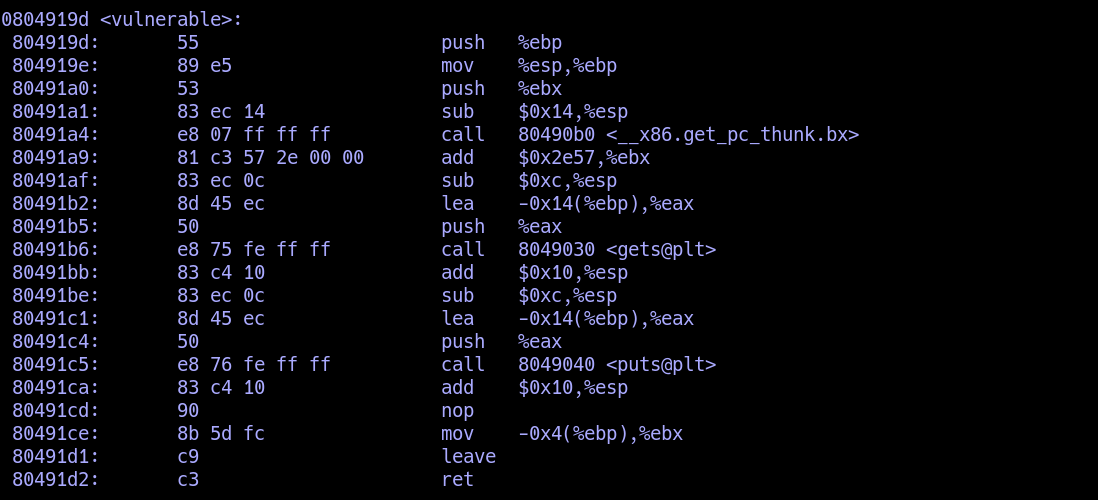 0804919d <vulnerable>:
 804919d:	55	push   %ebp
 804919e:	89 e5	mov    %esp,%ebp
 80491a0:	53	push   %ebx
 80491a1:	83 ec 14	sub    $0x14,%esp
 80491a4:	e8 07 ff ff ff	call   80490b0 <__x86.get_pc_thunk.bx>
 80491a9:	81 c3 57 2e 00 00	add    $0x2e57,%ebx
 80491af:	83 ec 0c	sub    $0xc,%esp
 80491b2:	8d 45 ec	lea    -0x14(%ebp),%eax
 80491b5:	50	push   %eax
 80491b6:	e8 75 fe ff ff	call   8049030 <gets@plt>
 80491bb:	83 c4 10	add    $0x10,%esp
 80491be:	83 ec 0c	sub    $0xc,%esp
 80491c1:	8d 45 ec	lea    -0x14(%ebp),%eax
 80491c4:	50	push   %eax
 80491c5:	e8 76 fe ff ff	call   8049040 <puts@plt>
 80491ca:	83 c4 10	add    $0x10,%esp
 80491cd:	90	nop
 80491ce:	8b 5d fc	mov    -0x4(%ebp),%ebx
 80491d1:	c9	leave
 80491d2:	c3	ret